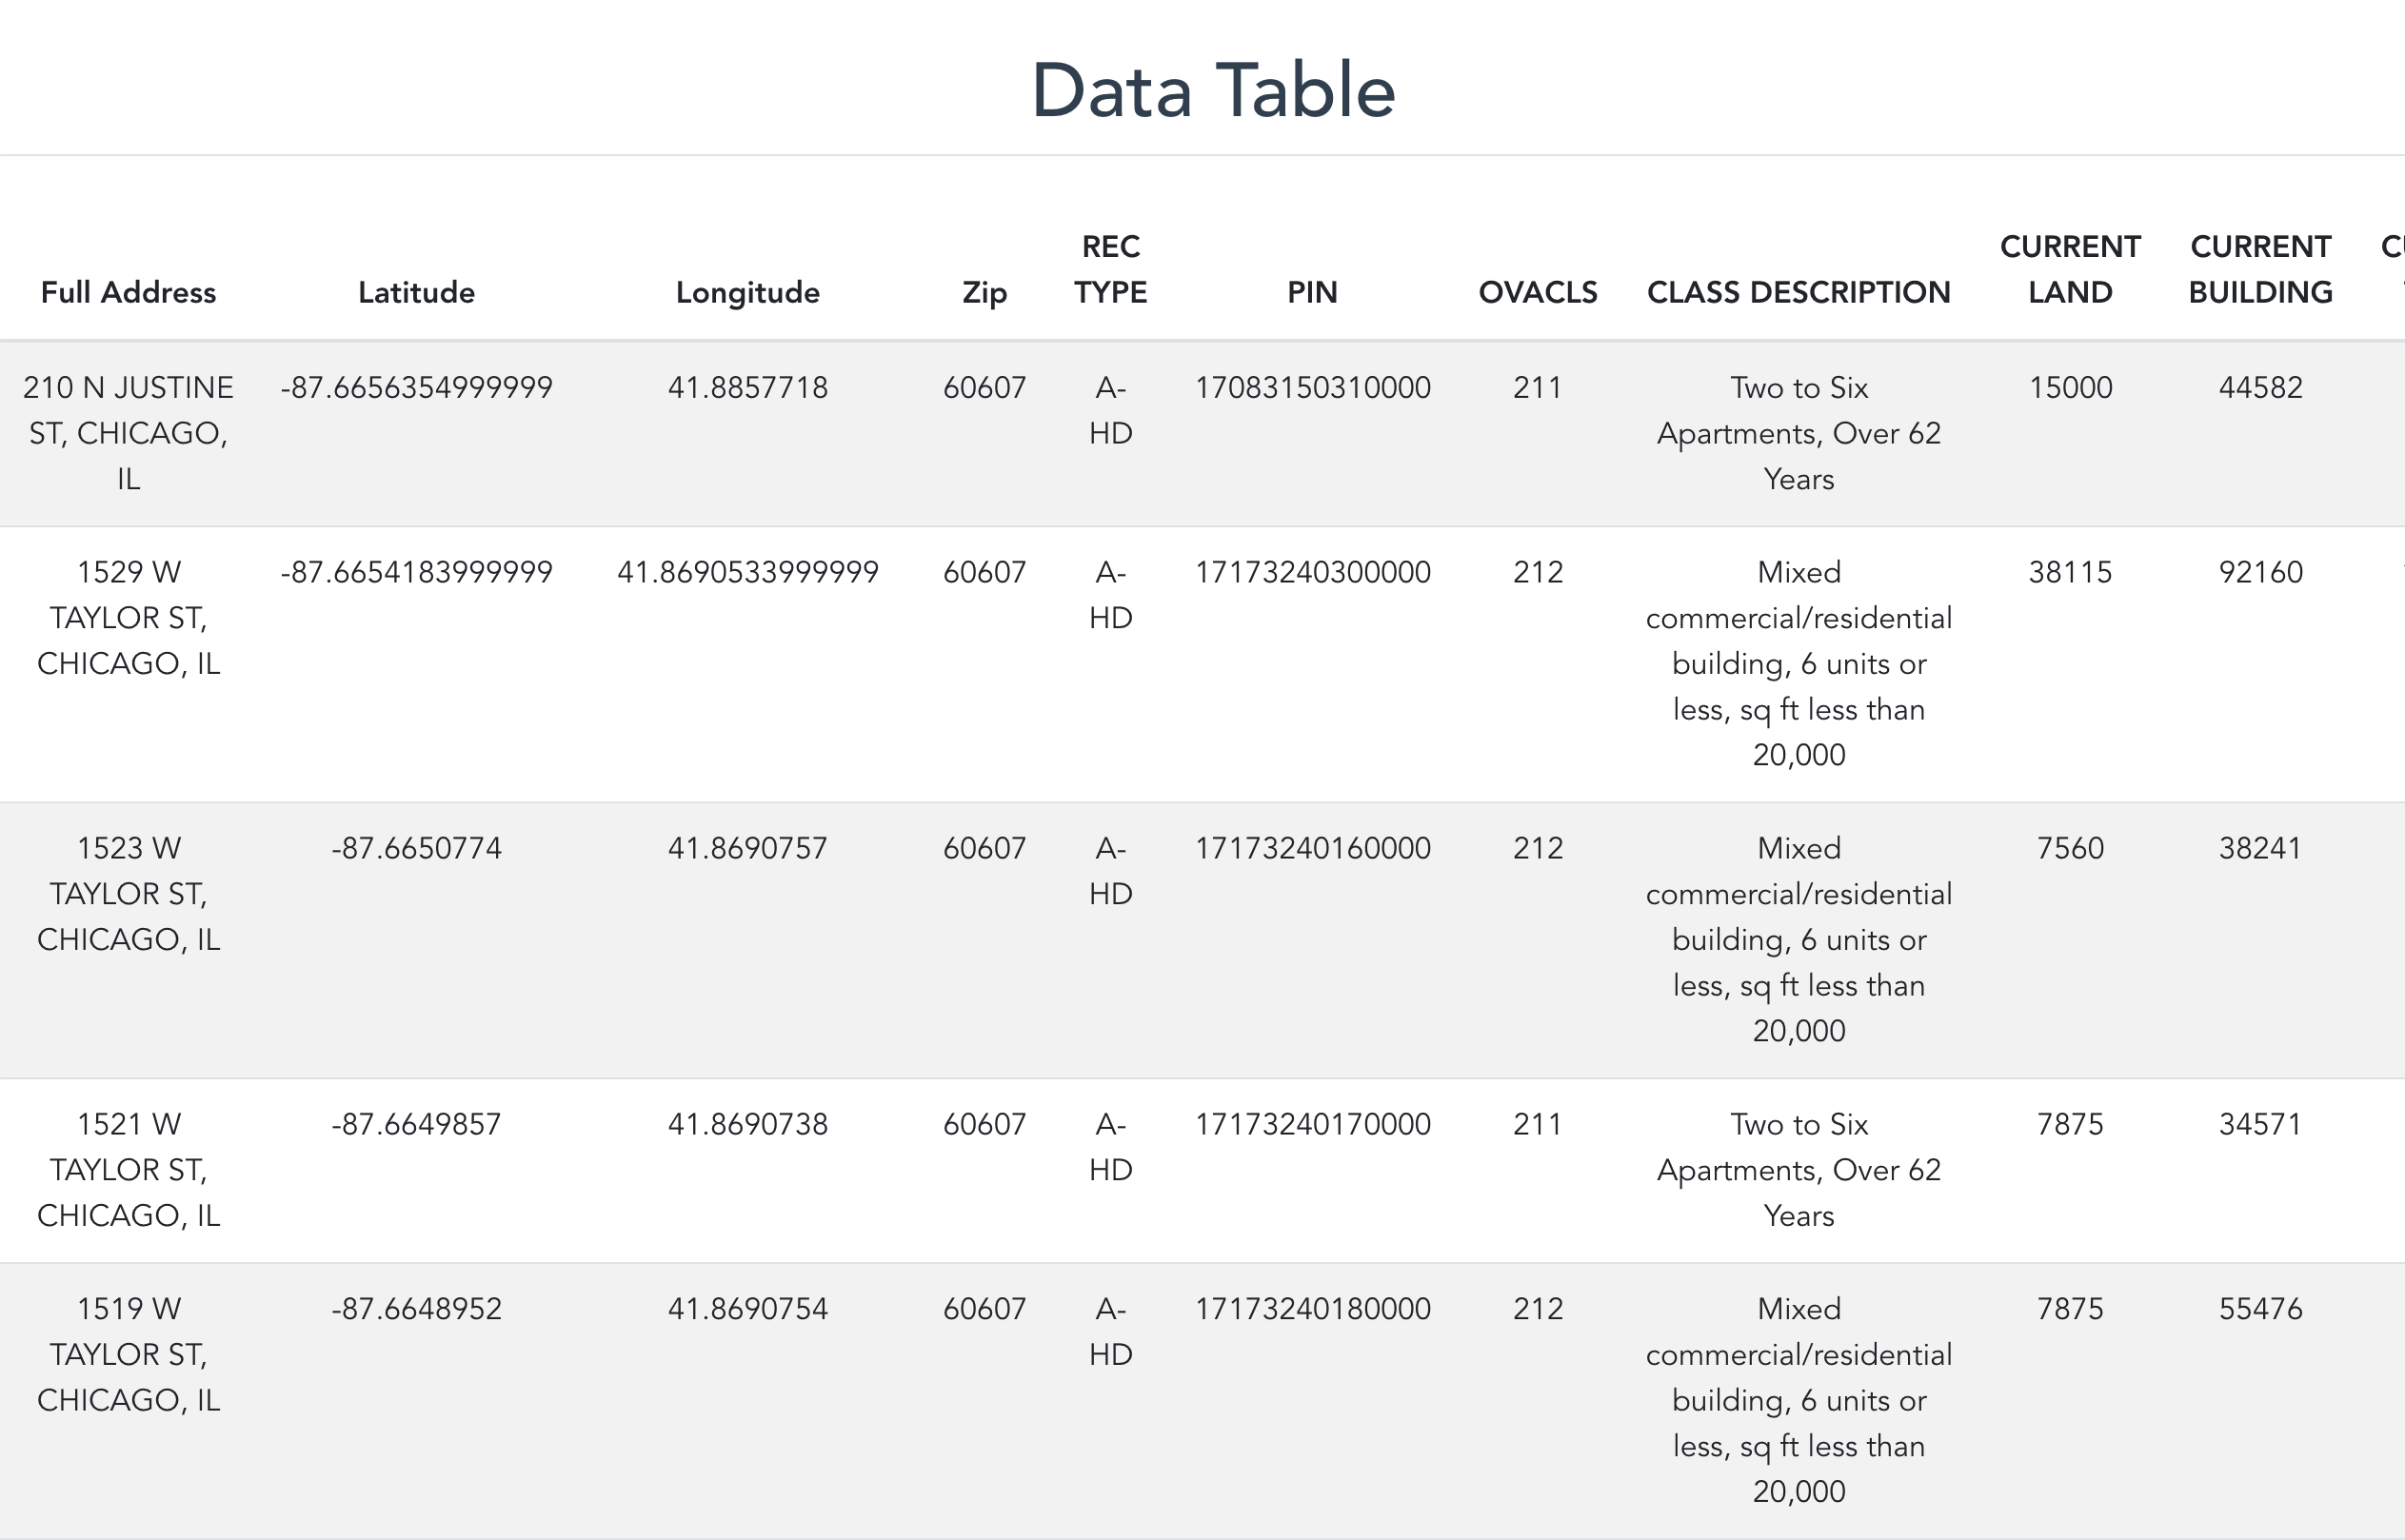 Data Table
Full Address Latitude Longitude Zip REC TYPE PIN OVACLS CLASS DESCRIPTION CURRENT LAND CURRENT BUILDING
210 N JUSTINE ST, CHICAGO, IL -87.6656354999999 41.8857718 60607 A-HD 17083150310000 211 Two to Six Apartments, Over 62 Years 15000 44582
1529 W TAYLOR ST, CHICAGO, IL -87.6654183999999 41.8690533999999 60607 A-HD 17173240300000 212 Mixed commercial/residential building, 6 units or less, sq ft less than 20,000 38115 92160
1523 W TAYLOR ST, CHICAGO, IL -87.6650774 41.8690757 60607 A-HD 17173240160000 212 Mixed commercial/residential building, 6 units or less, sq ft less than 20,000 7560 38241
1521 W TAYLOR ST, CHICAGO, IL -87.6649857 41.8690738 60607 A-HD 17173240170000 211 Two to Six Apartments, Over 62 Years 7875 34571
1519 W TAYLOR ST, CHICAGO, IL -87.6648952 41.8690754 60607 A-HD 17173240180000 212 Mixed commercial/residential building, 6 units or less, sq ft less than 20,000 7875 55476